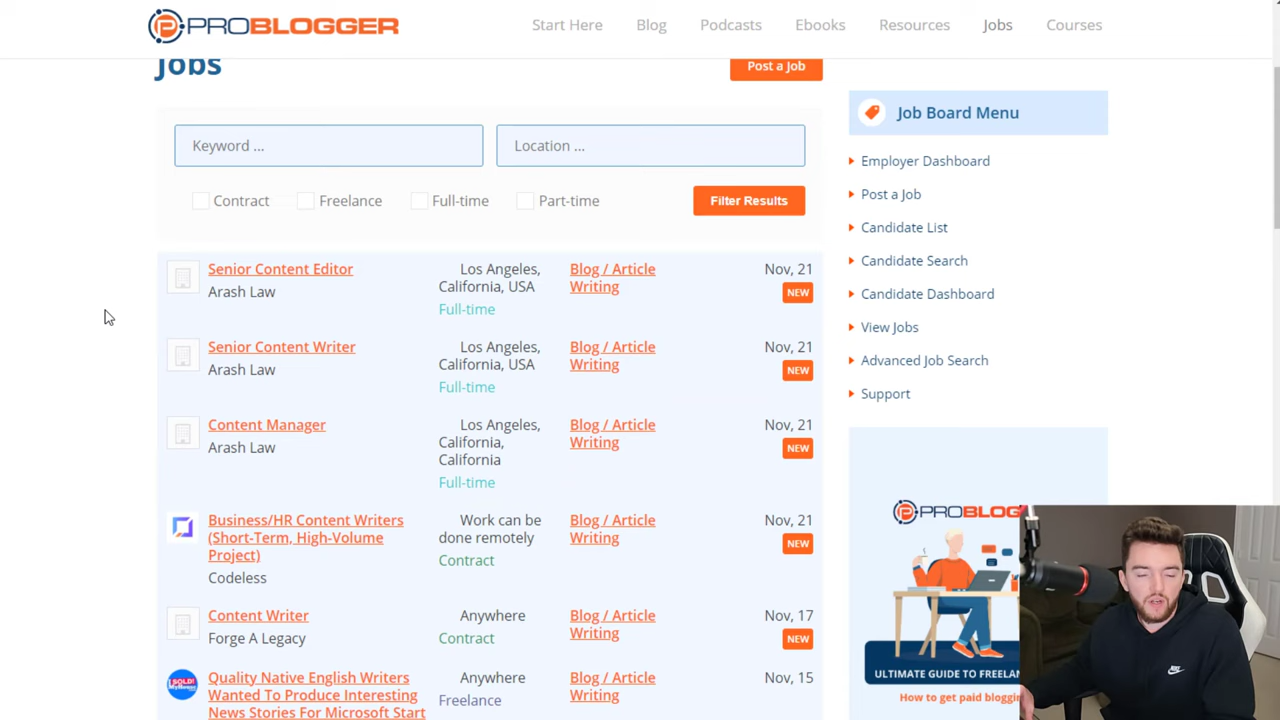 PROBLOGGER
Start Here
Blog
Podcasts
Ebooks
Resources
Jobs
Courses
Jobs
Post a Job
Keyword ...
Location ...
Contract
Freelance
Full-time
Part-time
Filter Results
Senior Content Editor
Arash Law
Los Angeles,
California, USA
Full-time
Blog / Article
Writing
Nov, 21
NEW
Senior Content Writer
Arash Law
Los Angeles,
California, USA
Full-time
Blog / Article
Writing
Nov, 21
NEW
Content Manager
Arash Law
Los Angeles,
California,
California
Full-time
Blog / Article
Writing
Nov, 21
NEW
Business/HR Content Writers
(Short-Term, High-Volume
Project)
Codeless
Work can be
done remotely
Contract
Blog / Article
Writing
Nov, 21
NEW
Content Writer
Forge A Legacy
Anywhere
Contract
Blog / Article
Writing
Nov, 17
NEW
SOLD!
MyHouse
Quality Native English Writers
Wanted To Produce Interesting
News Stories For Microsoft Start
Anywhere
Freelance
Blog / Article
Writing
Nov, 15
Job Board Menu
Employer Dashboard
Post a Job
Candidate List
Candidate Search
Candidate Dashboard
View Jobs
Advanced Job Search
Support
PROBLOG
ULTIMATE GUIDE TO FREELAN
How to get paid bloggin